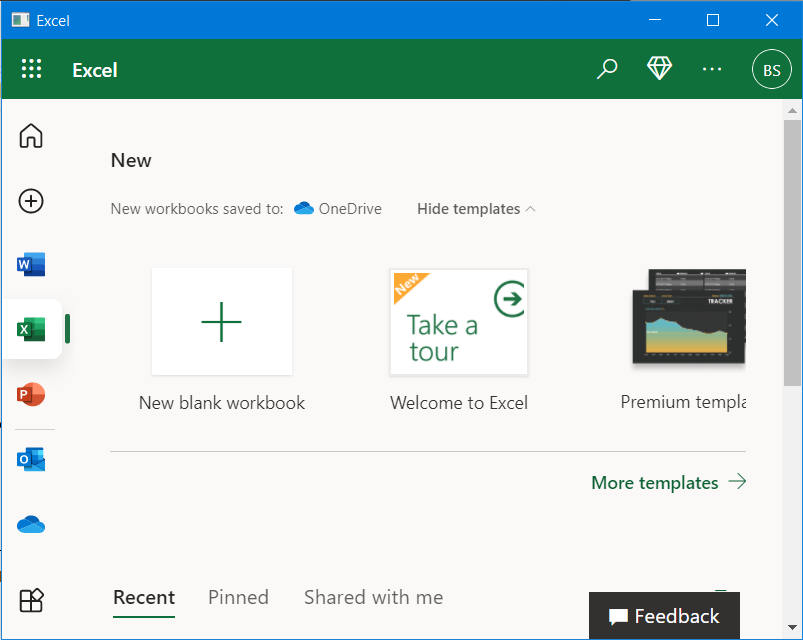 Excel
Excel
BS
New
New workbooks saved to: OneDrive Hide templates
W
X
P
O
New
Take a
tour
TRACKER
New blank workbook
Welcome to Excel
Premium templa
More templates
Recent Pinned Shared with me
Feedback